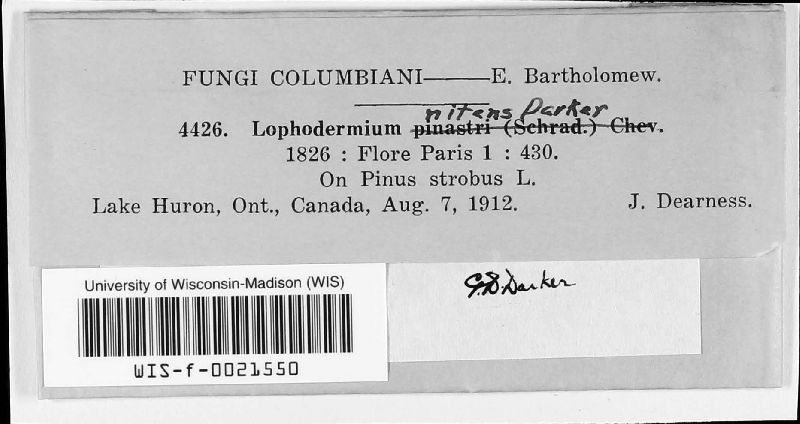 FUNGI COLUMBIANI——E. Bartholomew.
nitens Darker
4426. Lophodermium pinastri (Schrad.) Chev.
1826 : Flore Paris 1 : 430.
On Pinus strobus L.
Lake Huron, Ont., Canada, Aug. 7, 1912. J. Dearness.
University of Wisconsin-Madison (WIS)
WIS-f-0021550
G.D. Darker